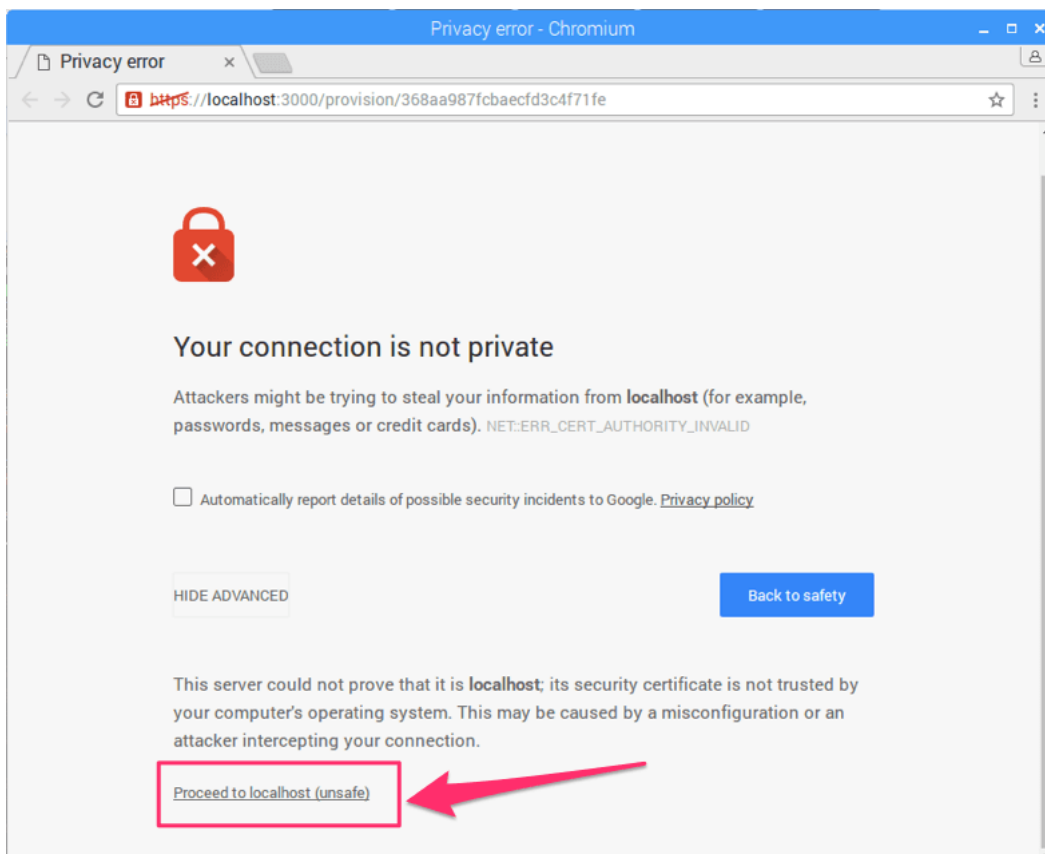 Privacy error - Chromium
Privacy error
https://localhost:3000/provision/368aa987fcbaecfd3c4f71fe
Your connection is not private
Attackers might be trying to steal your information from localhost (for example,
passwords, messages or credit cards). NET::ERR_CERT_AUTHORITY_INVALID
Automatically report details of possible security incidents to Google. Privacy policy
HIDE ADVANCED
Back to safety
This server could not prove that it is localhost; its security certificate is not trusted by
your computer's operating system. This may be caused by a misconfiguration or an
attacker intercepting your connection.
Proceed to localhost (unsafe)